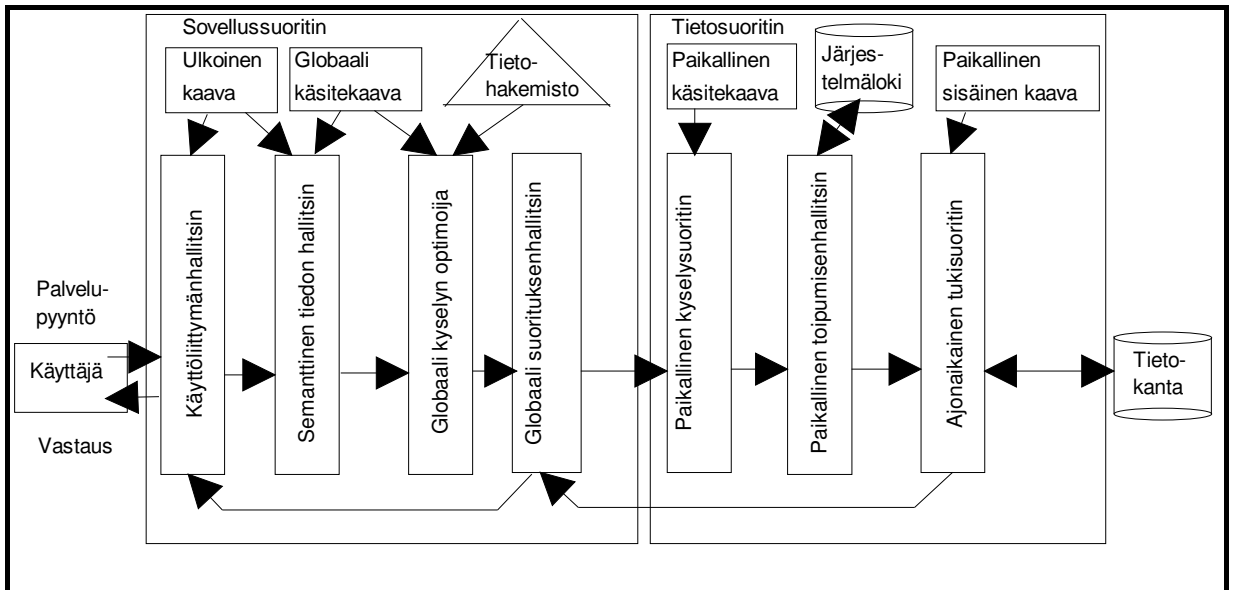 Sovellussuoritin
Ulkoinen
kaava
Globaali
käsitekaava
Tieto-
hakemisto
Tietosuoritin
Paikallinen
käsitekaava
Järjes-
telmäloki
Paikallinen
sisäinen kaava
Palvelu-
pyyntö
Käyttäjä
Vastaus
Käyttöliittymänhallitsin
Semanttinen tiedon hallitsin
Globaali kyselyn optimoija
Globaali suorituksenhallitsin
Paikallinen kyselysuoritin
Paikallinen toipumisenhallitsin
Ajonaikainen tukisuoritin
Tieto-
kanta